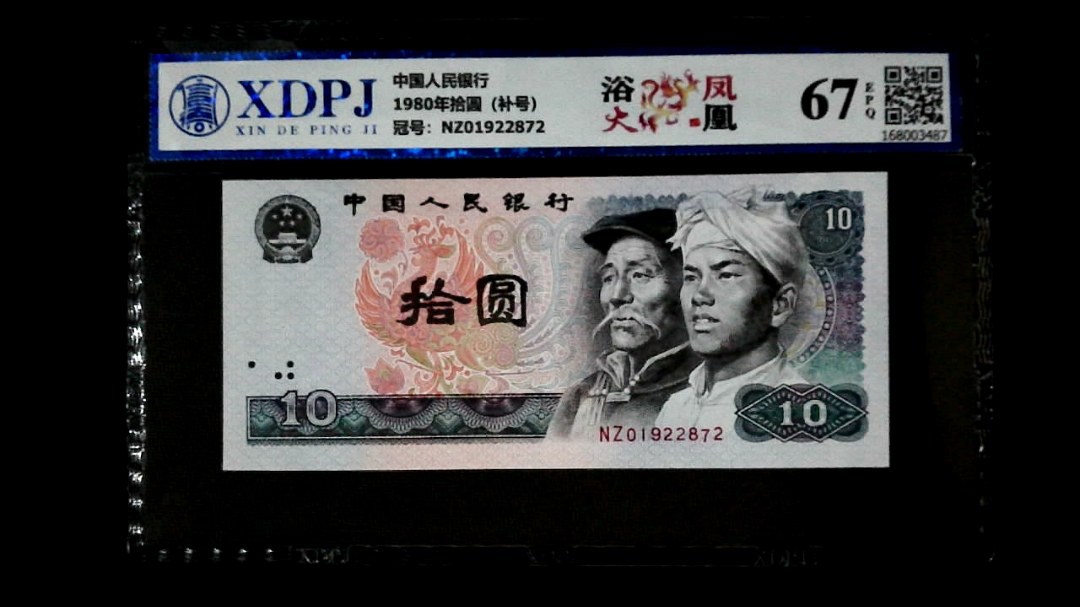 XDPJ
XIN DE PING JI
中国人民银行
1980年拾圆（补号）
冠号：NZ01922872
浴火凤凰
67 EPQ
168003487
中国人民银行
10
拾圆
10
10
NZ01922872
XDPJ